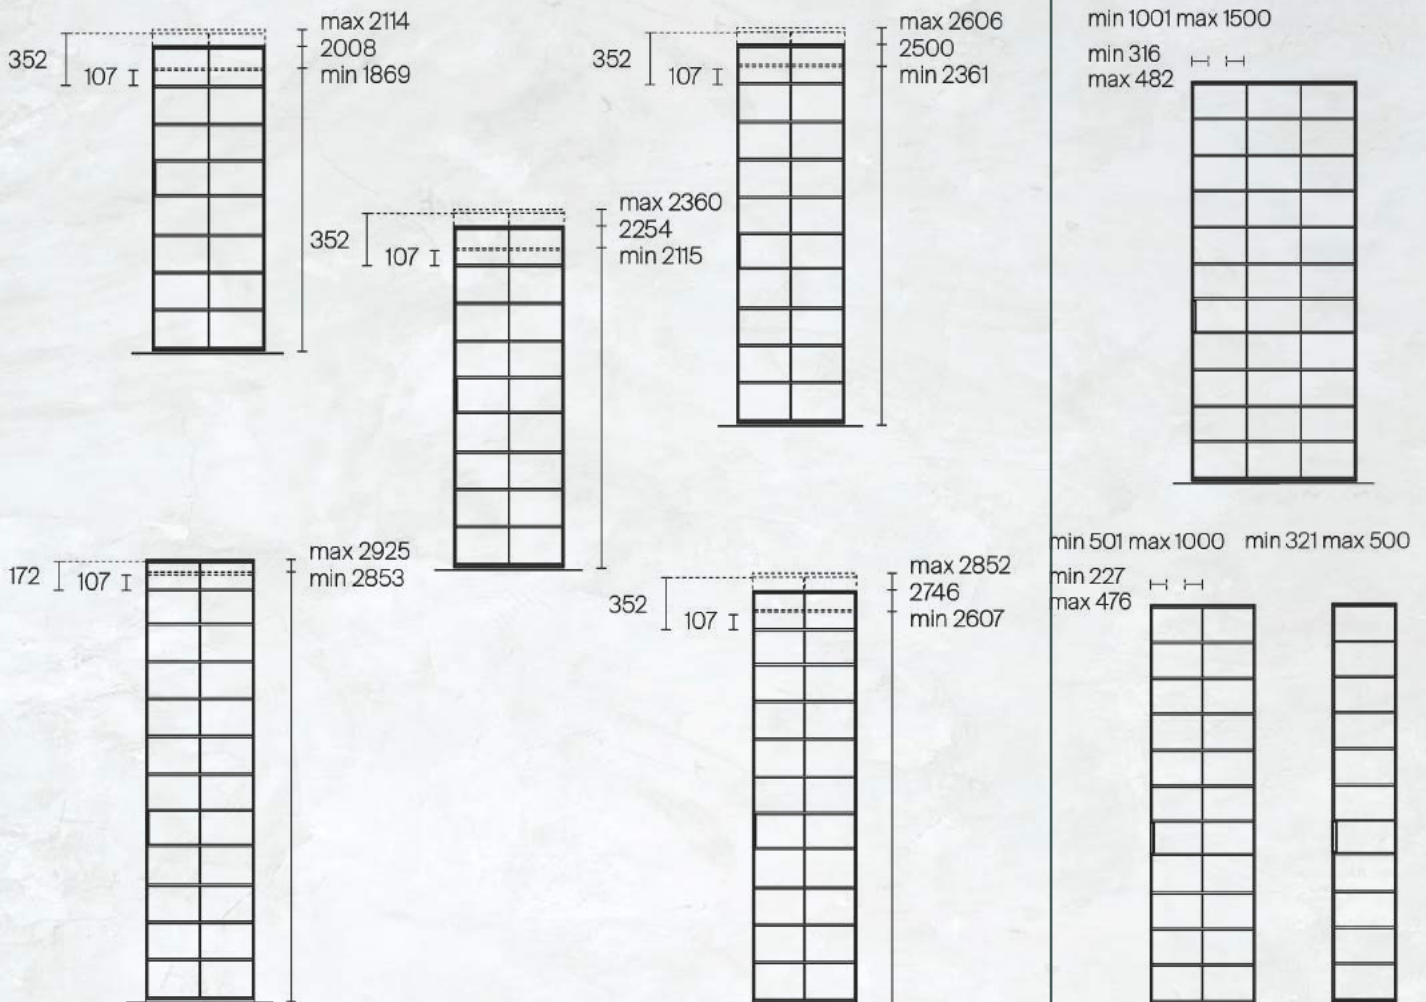 max 2114
352
2008
107
min 1869
max 2606
352
2500
107
min 2361
max 2360
352
2254
107
min 2115
max 2925
172
107
min 2853
max 2852
352
2746
107
min 2607
min 1001 max 1500
min 316
max 482
min 501 max 1000
min 321 max 500
min 227
max 476